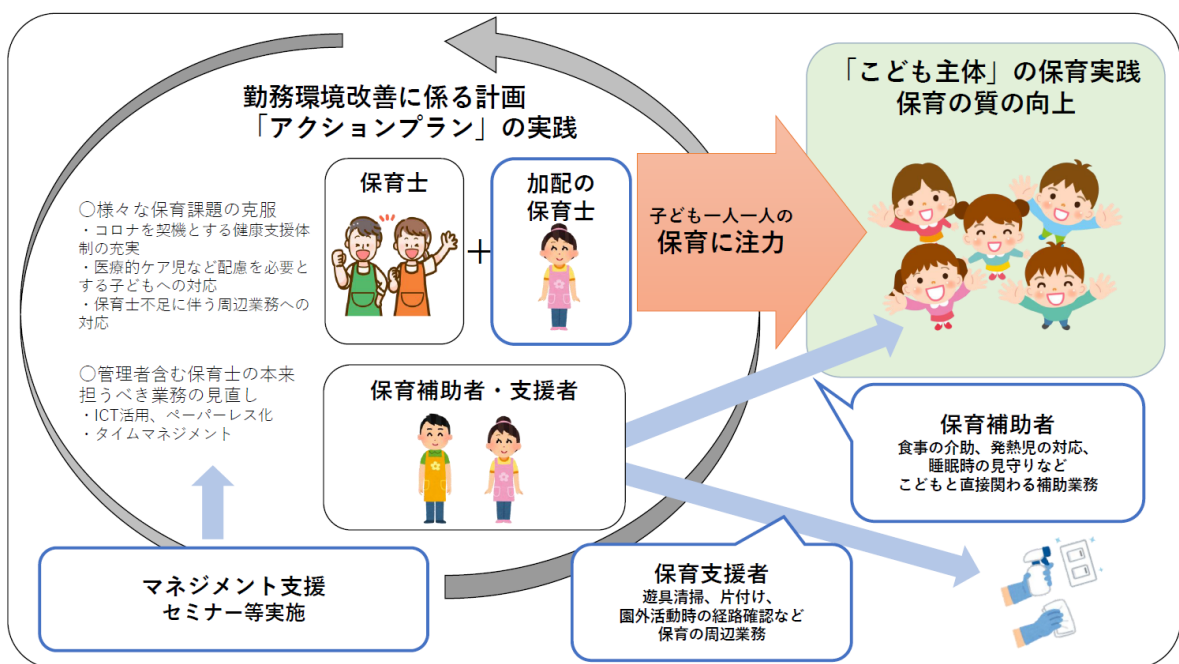 勤務環境改善に係る計画
「アクションプラン」の実践
○様々な保育課題の克服
・コロナを契機とする健康支援体
制の充実
・医療的ケア児など配慮を必要と
する子どもへの対応
・保育士不足に伴う周辺業務への
対応
○管理者含む保育士の本来
担うべき業務の見直し
・ICT活用、ペーパーレス化
・タイムマネジメント
保育士
+
加配の
保育士
保育補助者・支援者
マネジメント支援
セミナー等実施
子ども一人一人の
保育に注力
「こども主体」の保育実践
保育の質の向上
保育補助者
食事の介助、発熱児の対応、
睡眠時の見守りなど
こどもと直接関わる補助業務
保育支援者
遊具清掃、片付け、
園外活動時の経路確認など
保育の周辺業務